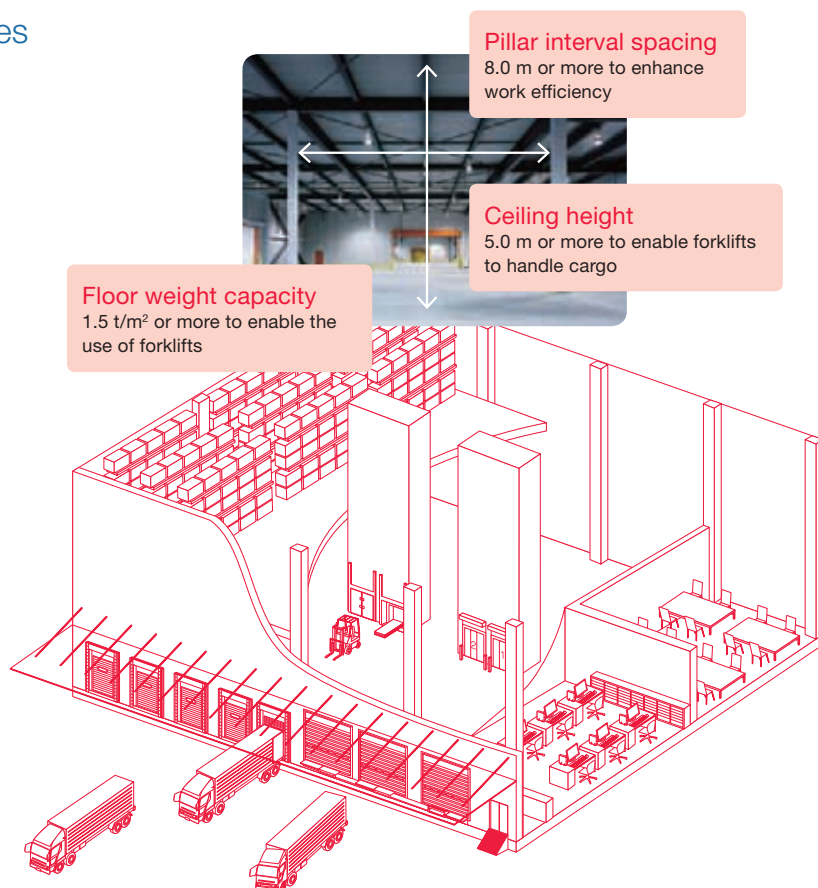 es
Pillar interval spacing
8.0 m or more to enhance
work efficiency
Ceiling height
5.0 m or more to enable forklifts
to handle cargo
Floor weight capacity
1.5 t/m² or more to enable the
use of forklifts
2
1